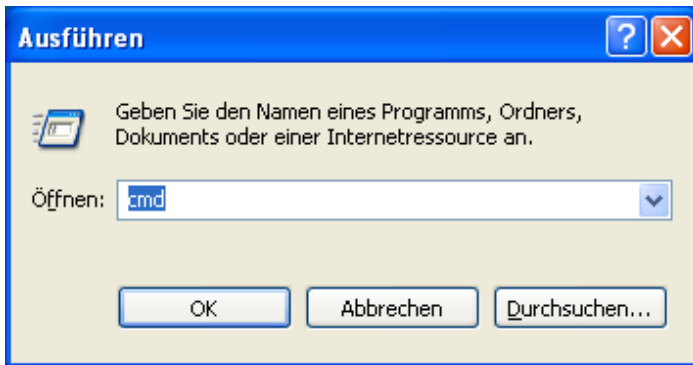 Ausführen
Geben Sie den Namen eines Programms, Ordners,
Dokuments oder einer Internetressource an.
Öffnen: cmd
OK Abbrechen Durchsuchen...